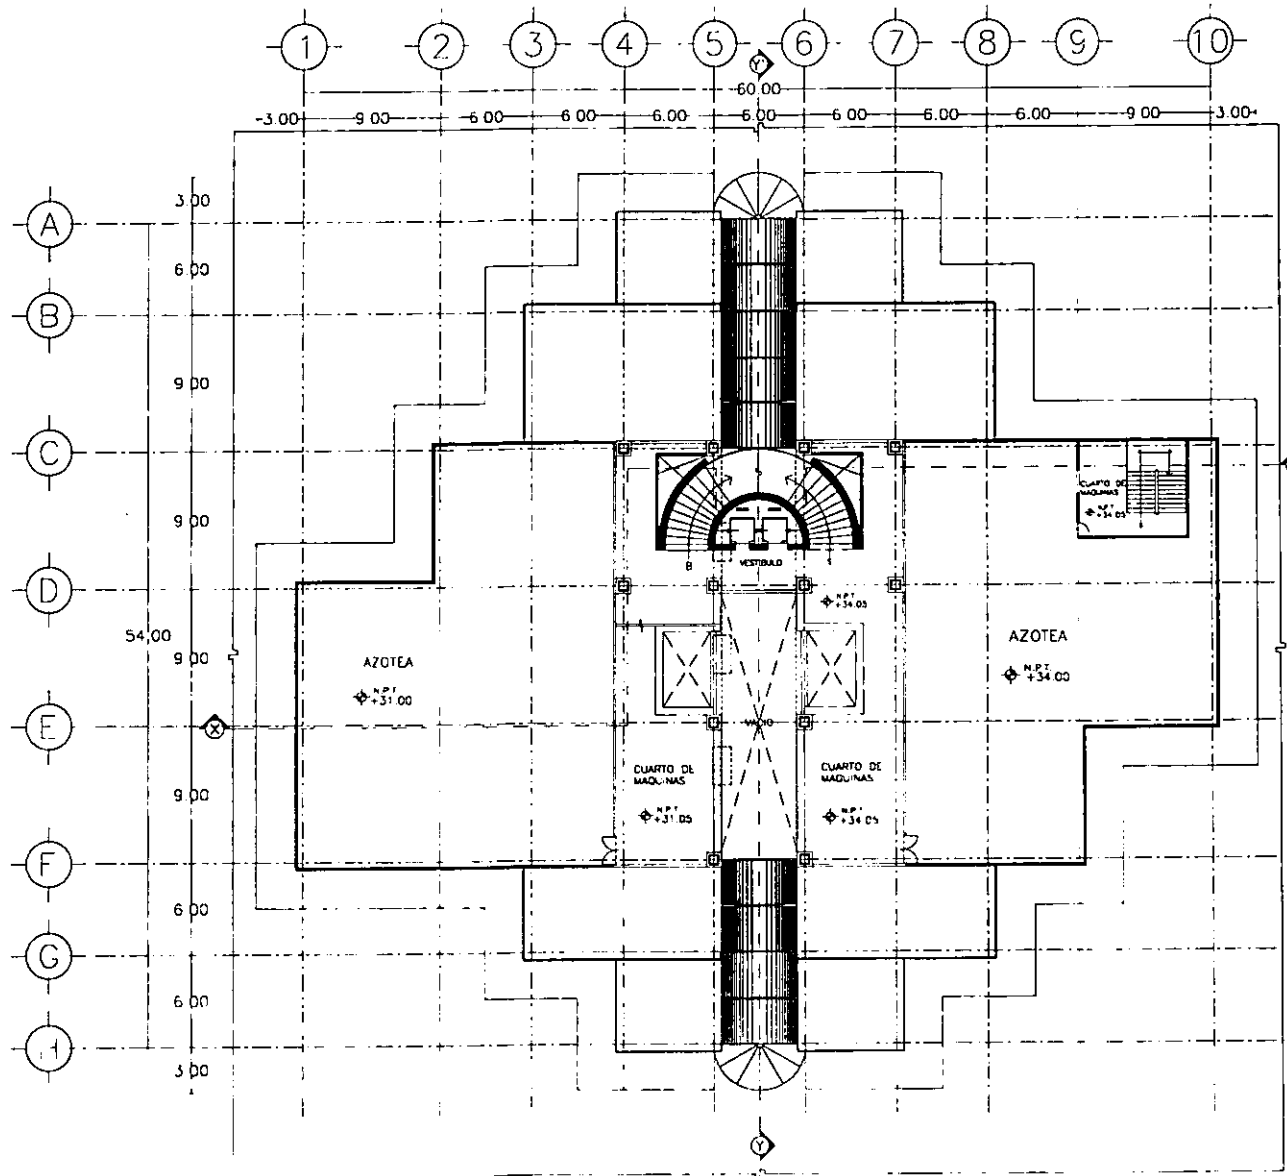 1 2 3 4 5 6 7 8 9 10
Y'
60.00
3.00 9.00 6.00 6.00 6.00 6.00 6.00 6.00 6.00 9.00 3.00
3.00
A
6.00
B
9.00
C
CUARTO DE
MAQUINAS
N.P.T.
+34.05
9.00
B
VESTIBULO
D
N.P.T.
+34.05
54.00
9.00
AZOTEA
N.P.T.
+31.00
AZOTEA
N.P.T.
+34.00
E
X
VACIO
9.00
CUARTO DE
MAQUINAS
N.P.T.
+31.05
CUARTO DE
MAQUINAS
N.P.T.
+34.05
F
6.00
G
6.00
H
3.00
Y